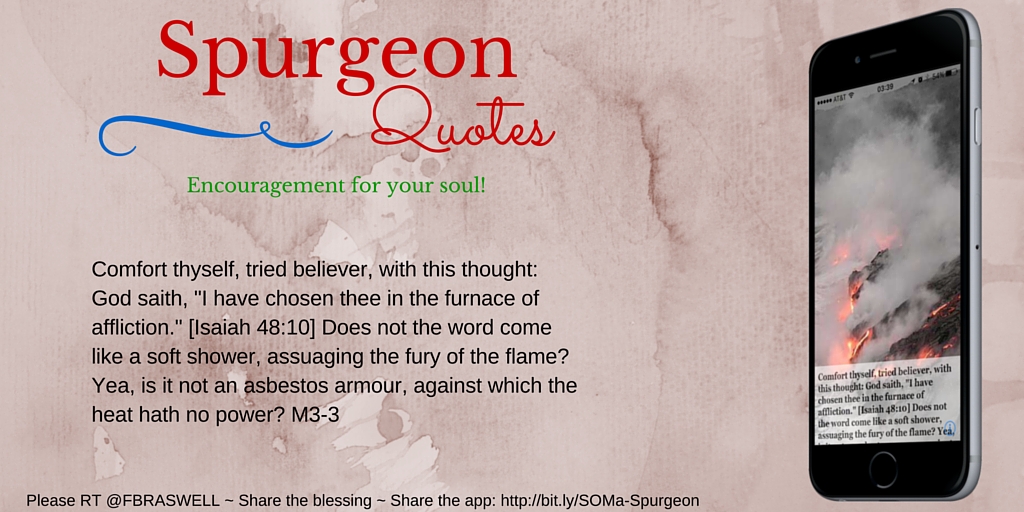 Spurgeon
Quotes
Encouragement for your soul!
Comfort thyself, tried believer, with this thought:
God saith, "I have chosen thee in the furnace of
affliction." [Isaiah 48:10] Does not the word come
like a soft shower, assuaging the fury of the flame?
Yea, is it not an asbestos armour, against which the
heat hath no power? M3-3
Please RT @FBRASWELL ~ Share the blessing ~ Share the app: http://bit.ly/SOMa-Spurgeon
AT&T 03:39 54%
Comfort thyself, tried believer, with
this thought: God saith, "I have
chosen thee in the furnace of
affliction." [Isaiah 48:10] Does not
the word come like a soft shower,
assuaging the fury of the flame? Yea,